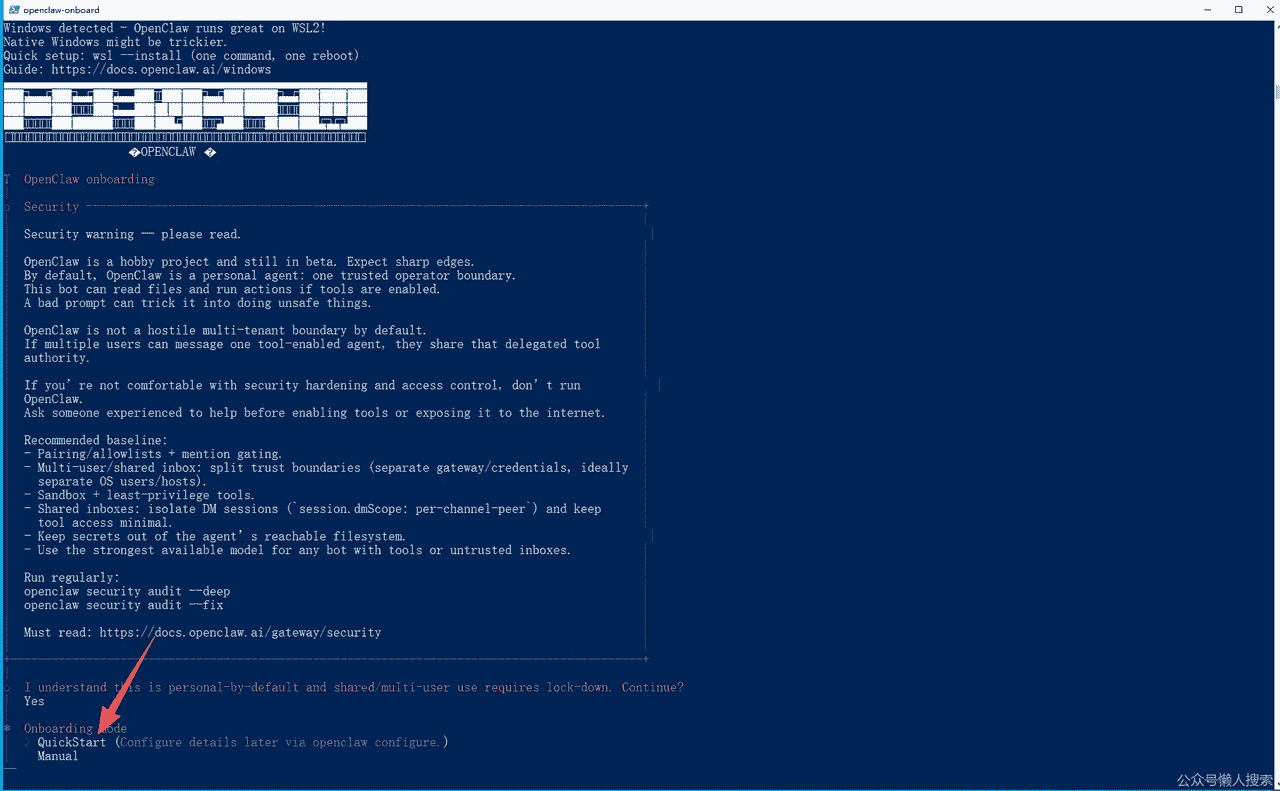 openclaw-onboard
Windows detected - OpenClaw runs great on WSL2!
Native Windows might be trickier.
Quick setup: wsl --install (one command, one reboot)
Guide: https://docs.openclaw.ai/windows
OPENCLAW
OpenClaw onboarding
Security
Security warning — please read.
OpenClaw is a hobby project and still in beta. Expect sharp edges.
By default, OpenClaw is a personal agent: one trusted operator boundary.
This bot can read files and run actions if tools are enabled.
A bad prompt can trick it into doing unsafe things.
OpenClaw is not a hostile multi-tenant boundary by default.
If multiple users can message one tool-enabled agent, they share that delegated tool
authority.
If you’re not comfortable with security hardening and access control, don’t run
OpenClaw.
Ask someone experienced to help before enabling tools or exposing it to the internet.
Recommended baseline:
- Pairing/allowlists + mention gating.
- Multi-user/shared inbox: split trust boundaries (separate gateway/credentials, ideally
separate OS users/hosts).
- Sandbox + least-privilege tools.
- Shared inboxes: isolate DM sessions (`session.dmScope: per-channel-peer`) and keep
tool access minimal.
- Keep secrets out of the agent’s reachable filesystem.
- Use the strongest available model for any bot with tools or untrusted inboxes.
Run regularly:
openclaw security audit --deep
openclaw security audit --fix
Must read: https://docs.openclaw.ai/gateway/security
I understand this is personal-by-default and shared/multi-user use requires lock-down. Continue?
Yes
* Onboarding mode
> QuickStart (Configure details later via openclaw configure.)
Manual
公众号懒人搜索